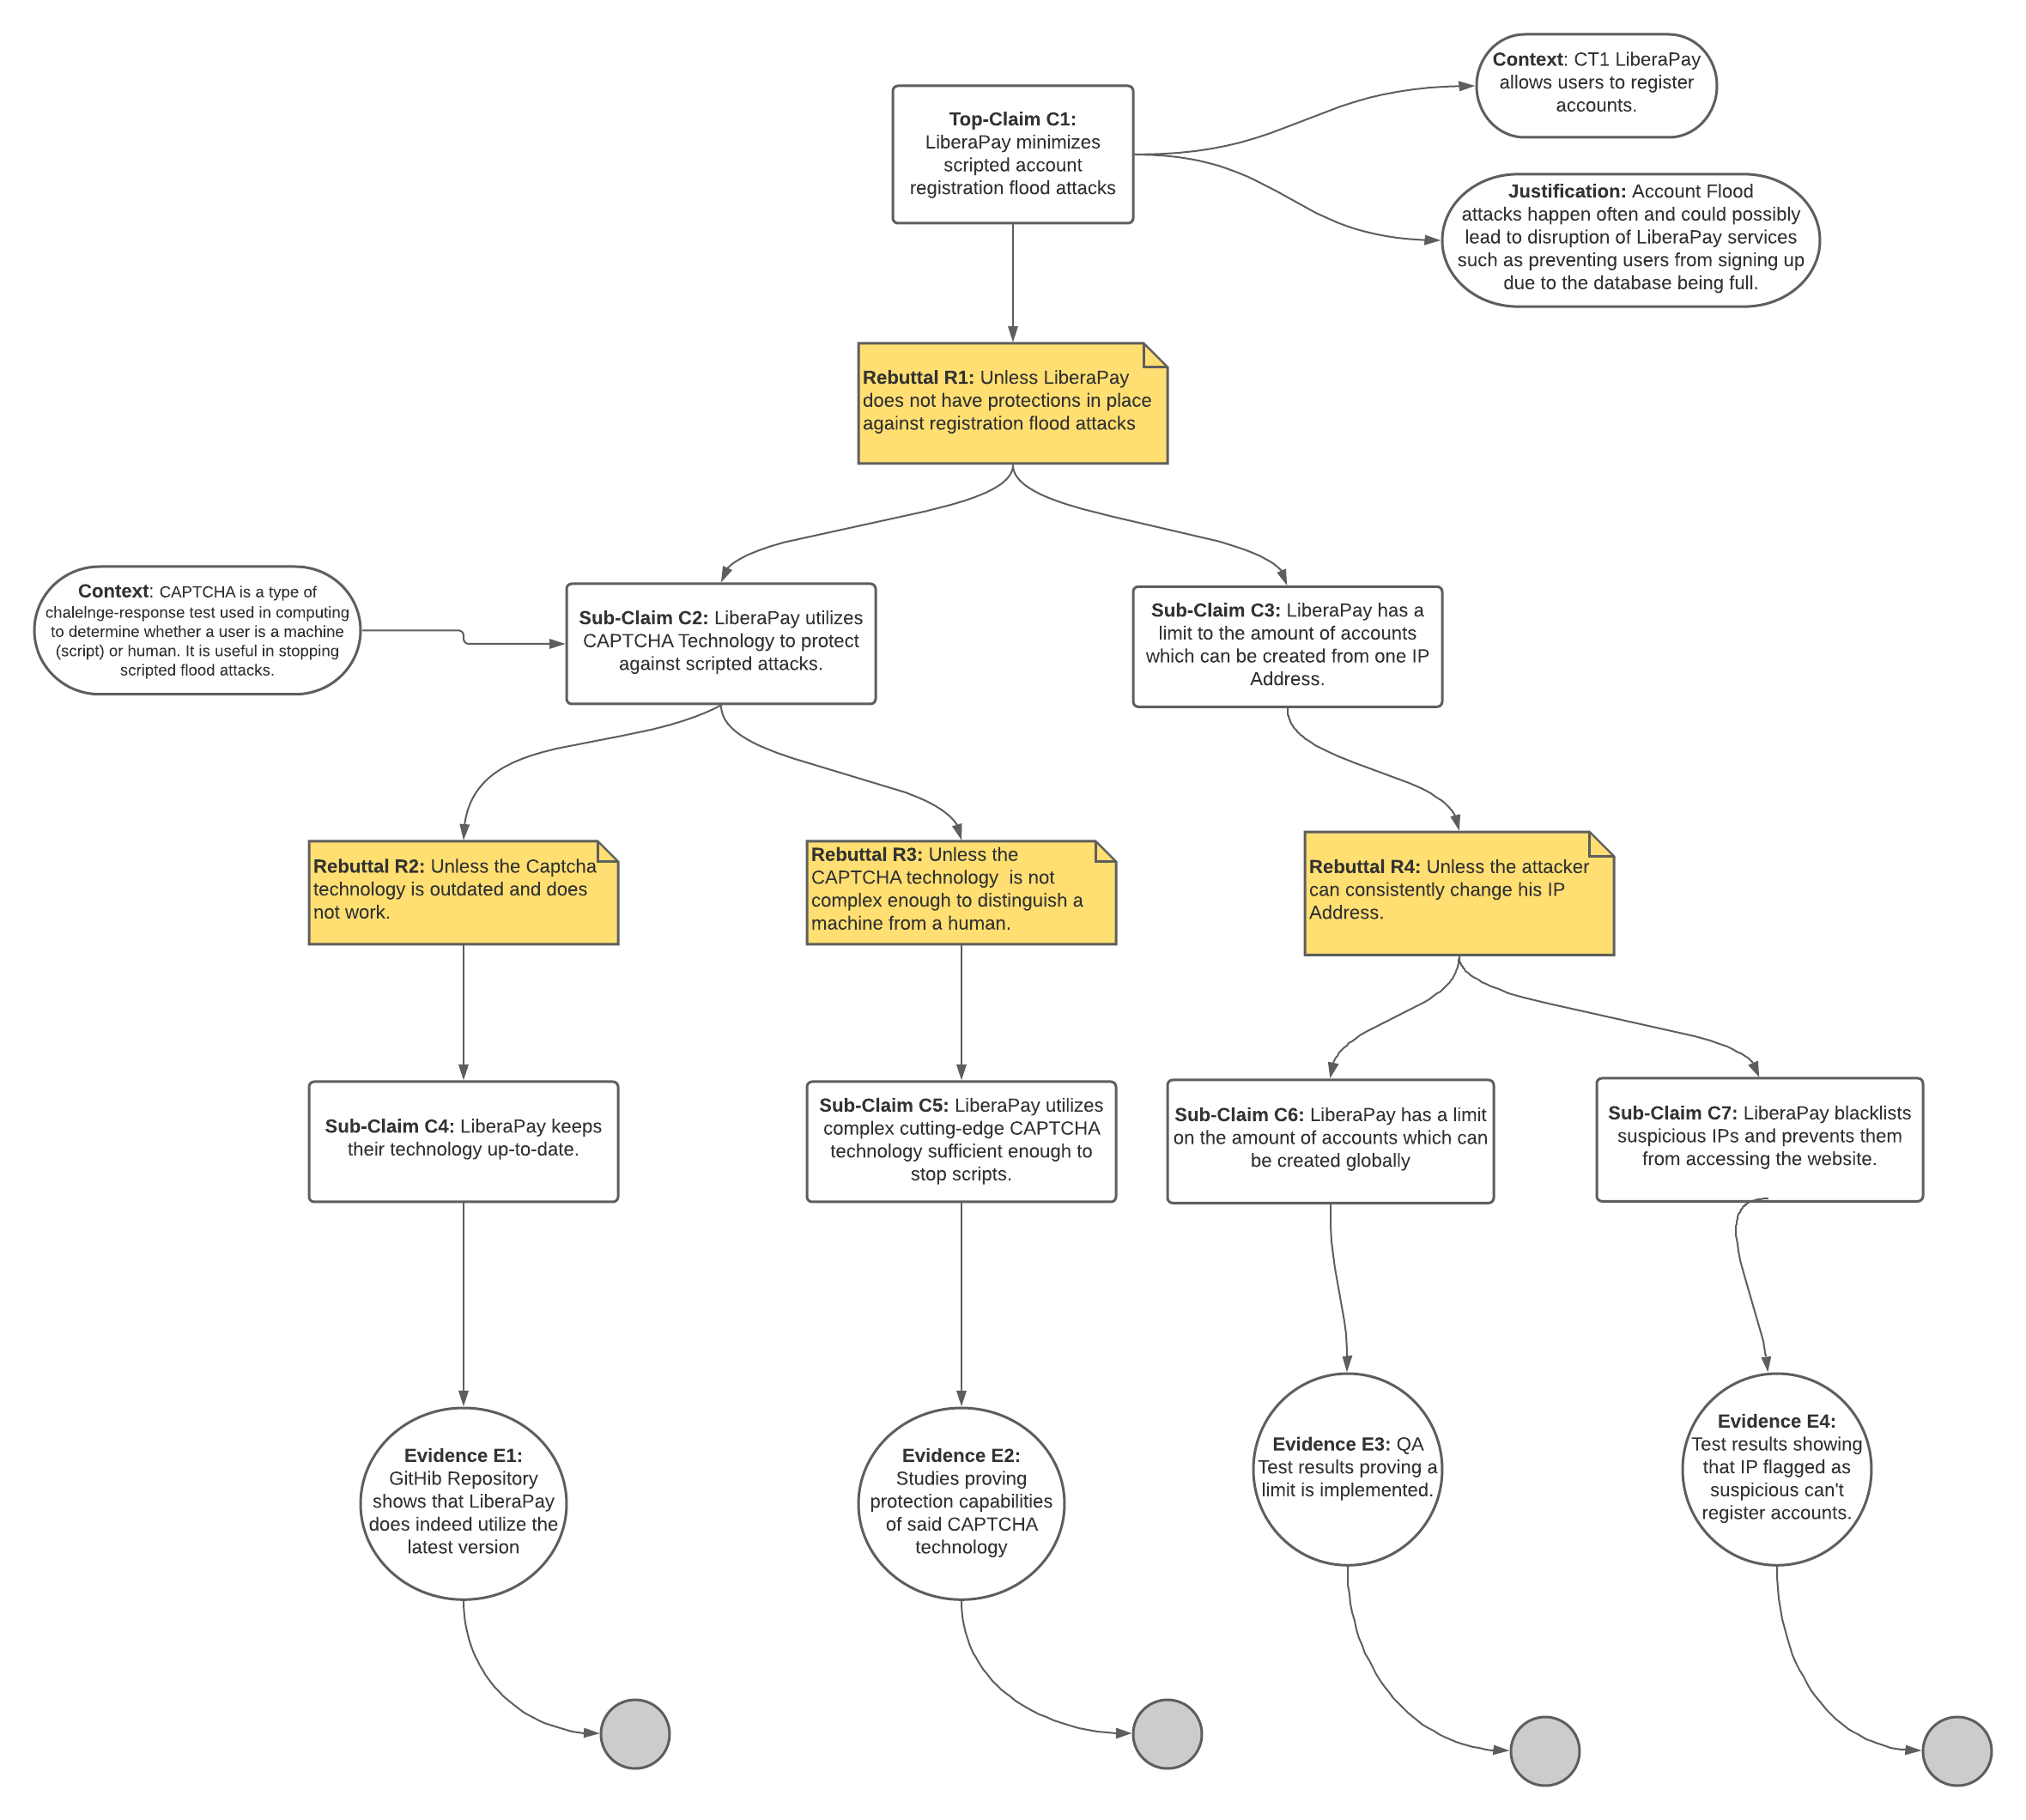 Context: CT1 LiberaPay
allows users to register
accounts.
Top-Claim C1:
LiberaPay minimizes
scripted account
registration flood attacks
Justification: Account Flood
attacks happen often and could possibly
lead to disruption of LiberaPay services
such as preventing users from signing up
due to the database being full.
Rebuttal R1: Unless LiberaPay
does not have protections in place
against registration flood attacks
Context: CAPTCHA is a type of
chalelnge-response test used in computing
to determine whether a user is a machine
(script) or human. It is useful in stopping
scripted flood attacks.
Sub-Claim C2: LiberaPay utilizes
CAPTCHA Technology to protect
against scripted attacks.
Sub-Claim C3: LiberaPay has a
limit to the amount of accounts
which can be created from one IP
Address.
Rebuttal R2: Unless the Captcha
technology is outdated and does
not work.
Rebuttal R3: Unless the
CAPTCHA technology  is not
complex enough to distinguish a
machine from a human.
Rebuttal R4: Unless the attacker
can consistently change his IP
Address.
Sub-Claim C4: LiberaPay keeps
their technology up-to-date.
Sub-Claim C5: LiberaPay utilizes
complex cutting-edge CAPTCHA
technology sufficient enough to
stop scripts.
Sub-Claim C6: LiberaPay has a limit
on the amount of accounts which can
be created globally
Sub-Claim C7: LiberaPay blacklists
suspicious IPs and prevents them
from accessing the website.
Evidence E1:
GitHib Repository
shows that LiberaPay
does indeed utilize the
latest version
Evidence E2:
Studies proving
protection capabilities
of said CAPTCHA
technology
Evidence E3: QA
Test results proving a
limit is implemented.
Evidence E4:
Test results showing
that IP flagged as
suspicious can't
register accounts.